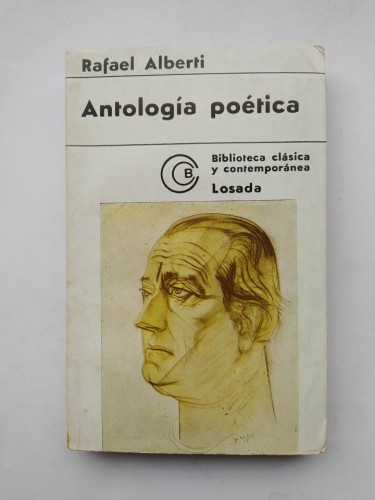 Rafael Alberti
Antología poética
B
Biblioteca clásica
y contemporánea
Losada